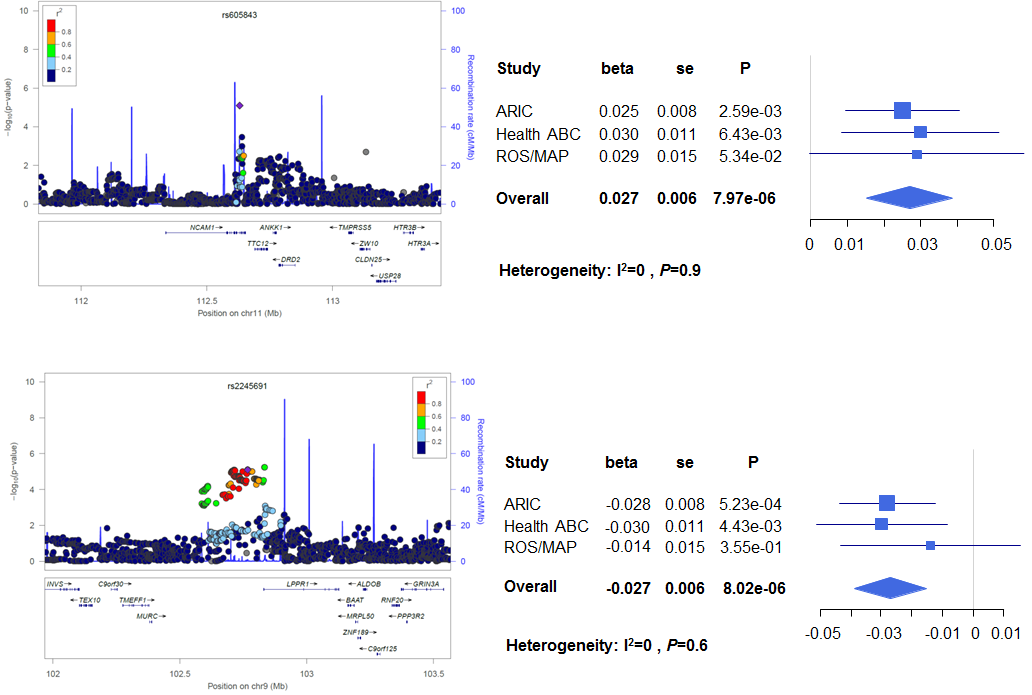 rs605843
r²
0.8
0.6
0.4
0.2
10
8
6
4
2
0
−log₁₀(p−value)
100
80
60
40
20
0
Recombination rate (cM/Mb)
NCAM1→
ANKK1→
←TMPRSS5
HTR3B→
TTC12→
←ZW10
HTR3A→
←DRD2
CLDN25→
←USP28
112
112.5
113
Position on chr11 (Mb)
Study beta se P
ARIC 0.025 0.008 2.59e-03
Health ABC 0.030 0.011 6.43e-03
ROS/MAP 0.029 0.015 5.34e-02
Overall 0.027 0.006 7.97e-06
0 0.01 0.03 0.05
Heterogeneity: I²=0 , P=0.9
rs2245691
r²
0.8
0.6
0.4
0.2
10
8
6
4
2
0
−log₁₀(p−value)
100
80
60
40
20
0
Recombination rate (cM/Mb)
INVS→
C9orf30→
LPPR1→
←ALDOB
←GRIN3A
←TEX10
TMEFF1→
←BAAT
RNF20→
MURC→
←MRPL50
←PPP3R2
ZNF189→
←C9orf125
102
102.5
103
103.5
Position on chr9 (Mb)
Study beta se P
ARIC -0.028 0.008 5.23e-04
Health ABC -0.030 0.011 4.43e-03
ROS/MAP -0.014 0.015 3.55e-01
Overall -0.027 0.006 8.02e-06
-0.05 -0.03 -0.01 0 0.01
Heterogeneity: I²=0 , P=0.6